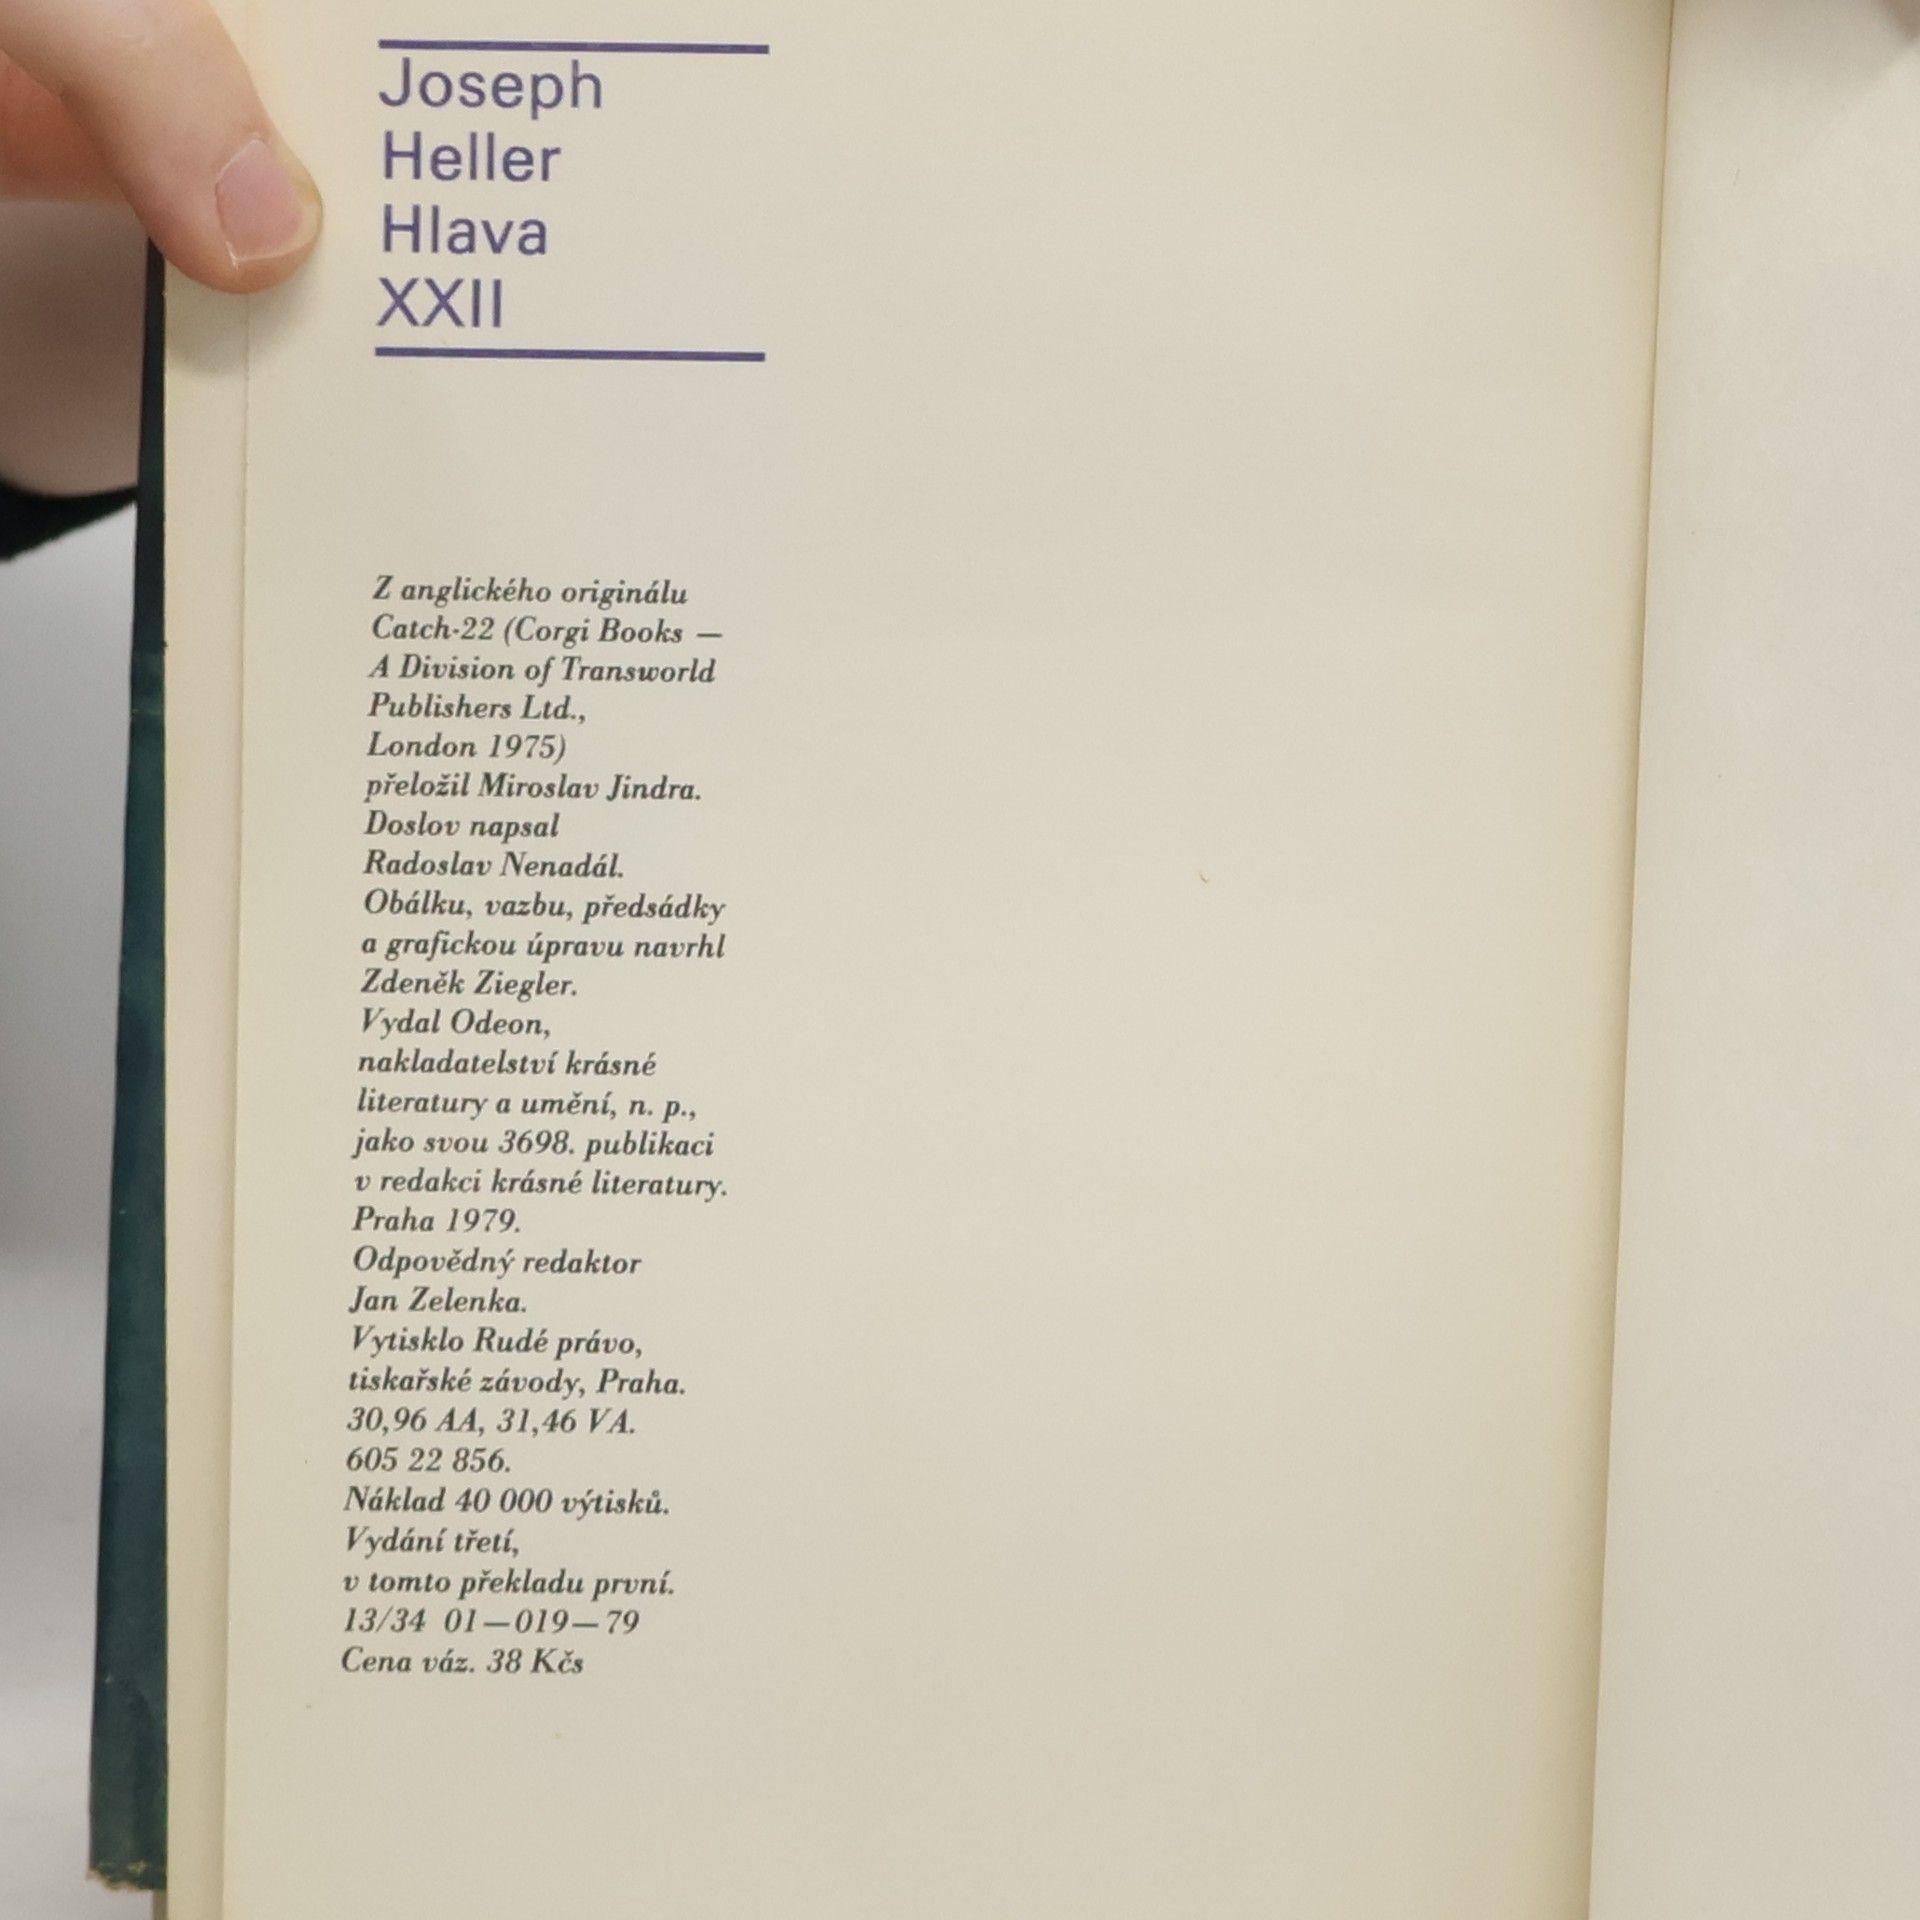 Joseph
Heller
Hlava
XXII
Z anglického originálu
Catch-22 (Corgi Books —
A Division of Transworld
Publishers Ltd.,
London 1975)
přeložil Miroslav Jindra.
Doslov napsal
Radoslav Nenadál.
Obálku, vazbu, předsádky
a grafickou úpravu navrhl
Zdeněk Ziegler.
Vydal Odeon,
nakladatelství krásné
literatury a umění, n. p.,
jako svou 3698. publikaci
v redakci krásné literatury.
Praha 1979.
Odpovědný redaktor
Jan Zelenka.
Vytisklo Rudé právo,
tiskařské závody, Praha.
30,96 AA, 31,46 VA.
605 22 856.
Náklad 40 000 výtisků.
Vydání třetí,
v tomto překladu první.
13/34 01—019—79
Cena váz. 38 Kčs